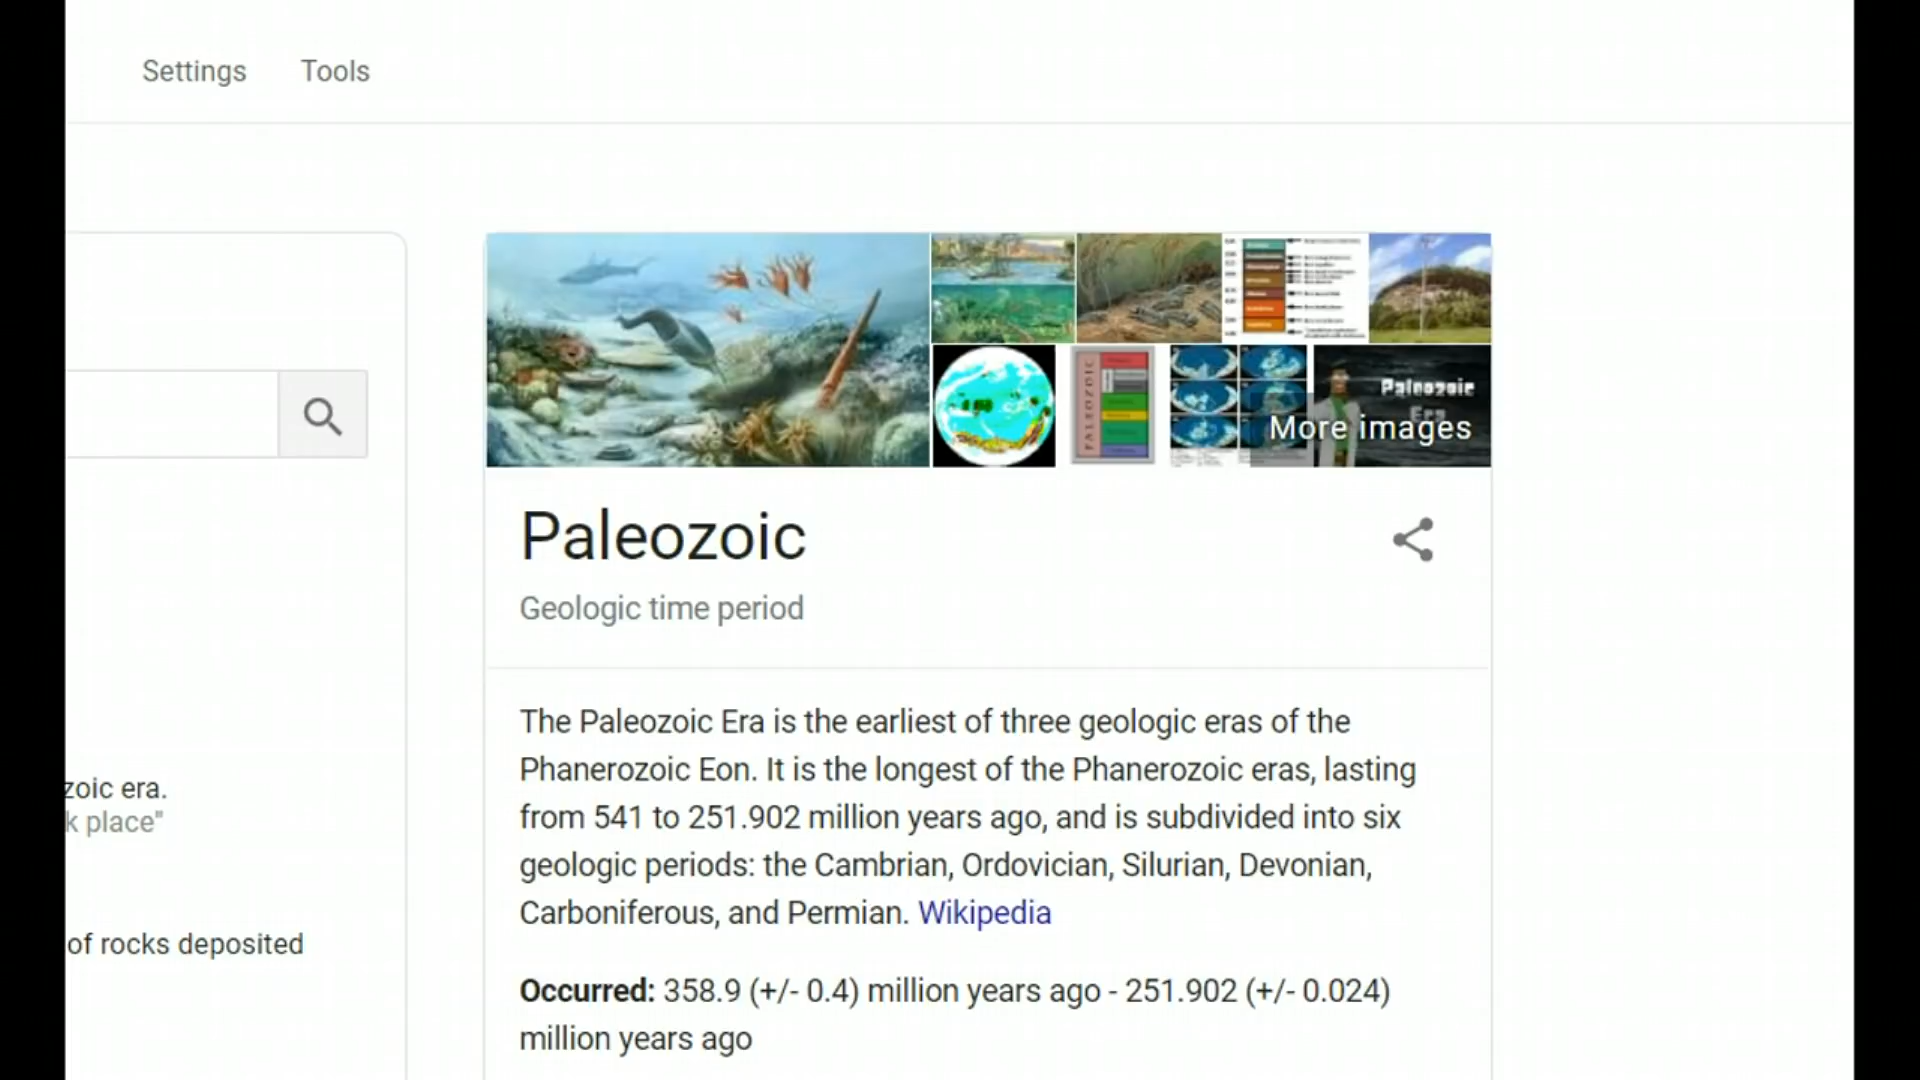 Settings Tools
PALEOZOIC
Paleozoic
Era
More images
Paleozoic
Geologic time period
The Paleozoic Era is the earliest of three geologic eras of the
Phanerozoic Eon. It is the longest of the Phanerozoic eras, lasting
from 541 to 251.902 million years ago, and is subdivided into six
geologic periods: the Cambrian, Ordovician, Silurian, Devonian,
Carboniferous, and Permian. Wikipedia
Occurred: 358.9 (+/- 0.4) million years ago - 251.902 (+/- 0.024)
million years ago
zoic era.
k place"
of rocks deposited